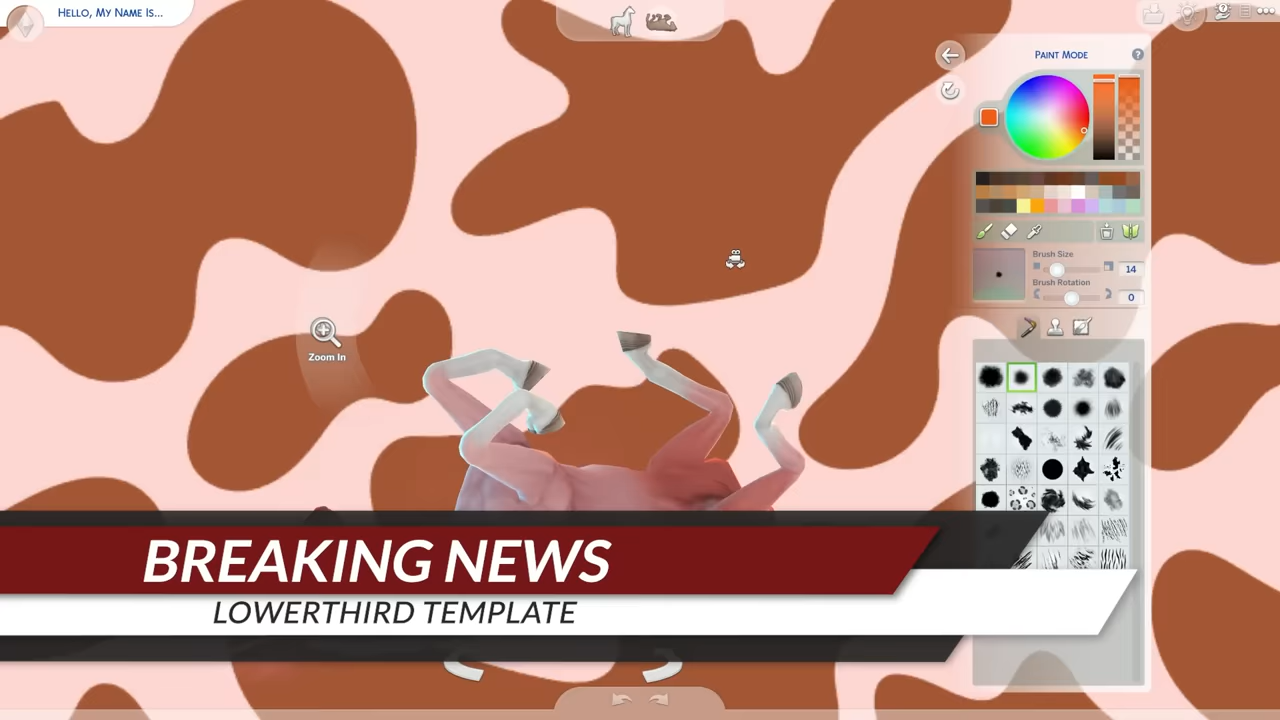 Hello, My Name Is...
Paint Mode
?
Brush Size
14
Brush Rotation
0
Zoom In
BREAKING NEWS
LOWERTHIRD TEMPLATE